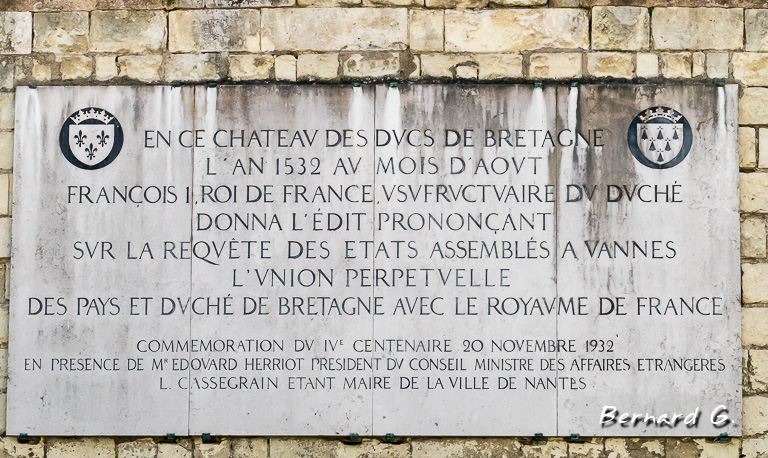 EN CE CHATEAV DES DVCS DE BRETAGNE
L'AN 1532 AV MOIS D'AOVT
FRANÇOIS I, ROI DE FRANCE, VSVFRVCTVAIRE DV DVCHÉ
DONNA L'ÉDIT PRONONÇANT
SVR LA REQVÊTE DES ETATS ASSEMBLÉS A VANNES
L'VNION PERPETVELLE
DES PAYS ET DVCHÉ DE BRETAGNE AVEC LE ROYAVME DE FRANCE
COMMEMORATION DV IVE CENTENAIRE 20 NOVEMBRE 1932
EN PRESENCE DE MR EDOVARD HERRIOT PRESIDENT DV CONSEIL MINISTRE DES AFFAIRES ETRANGERES
L. CASSEGRAIN ETANT MAIRE DE LA VILLE DE NANTES
Bernard G.